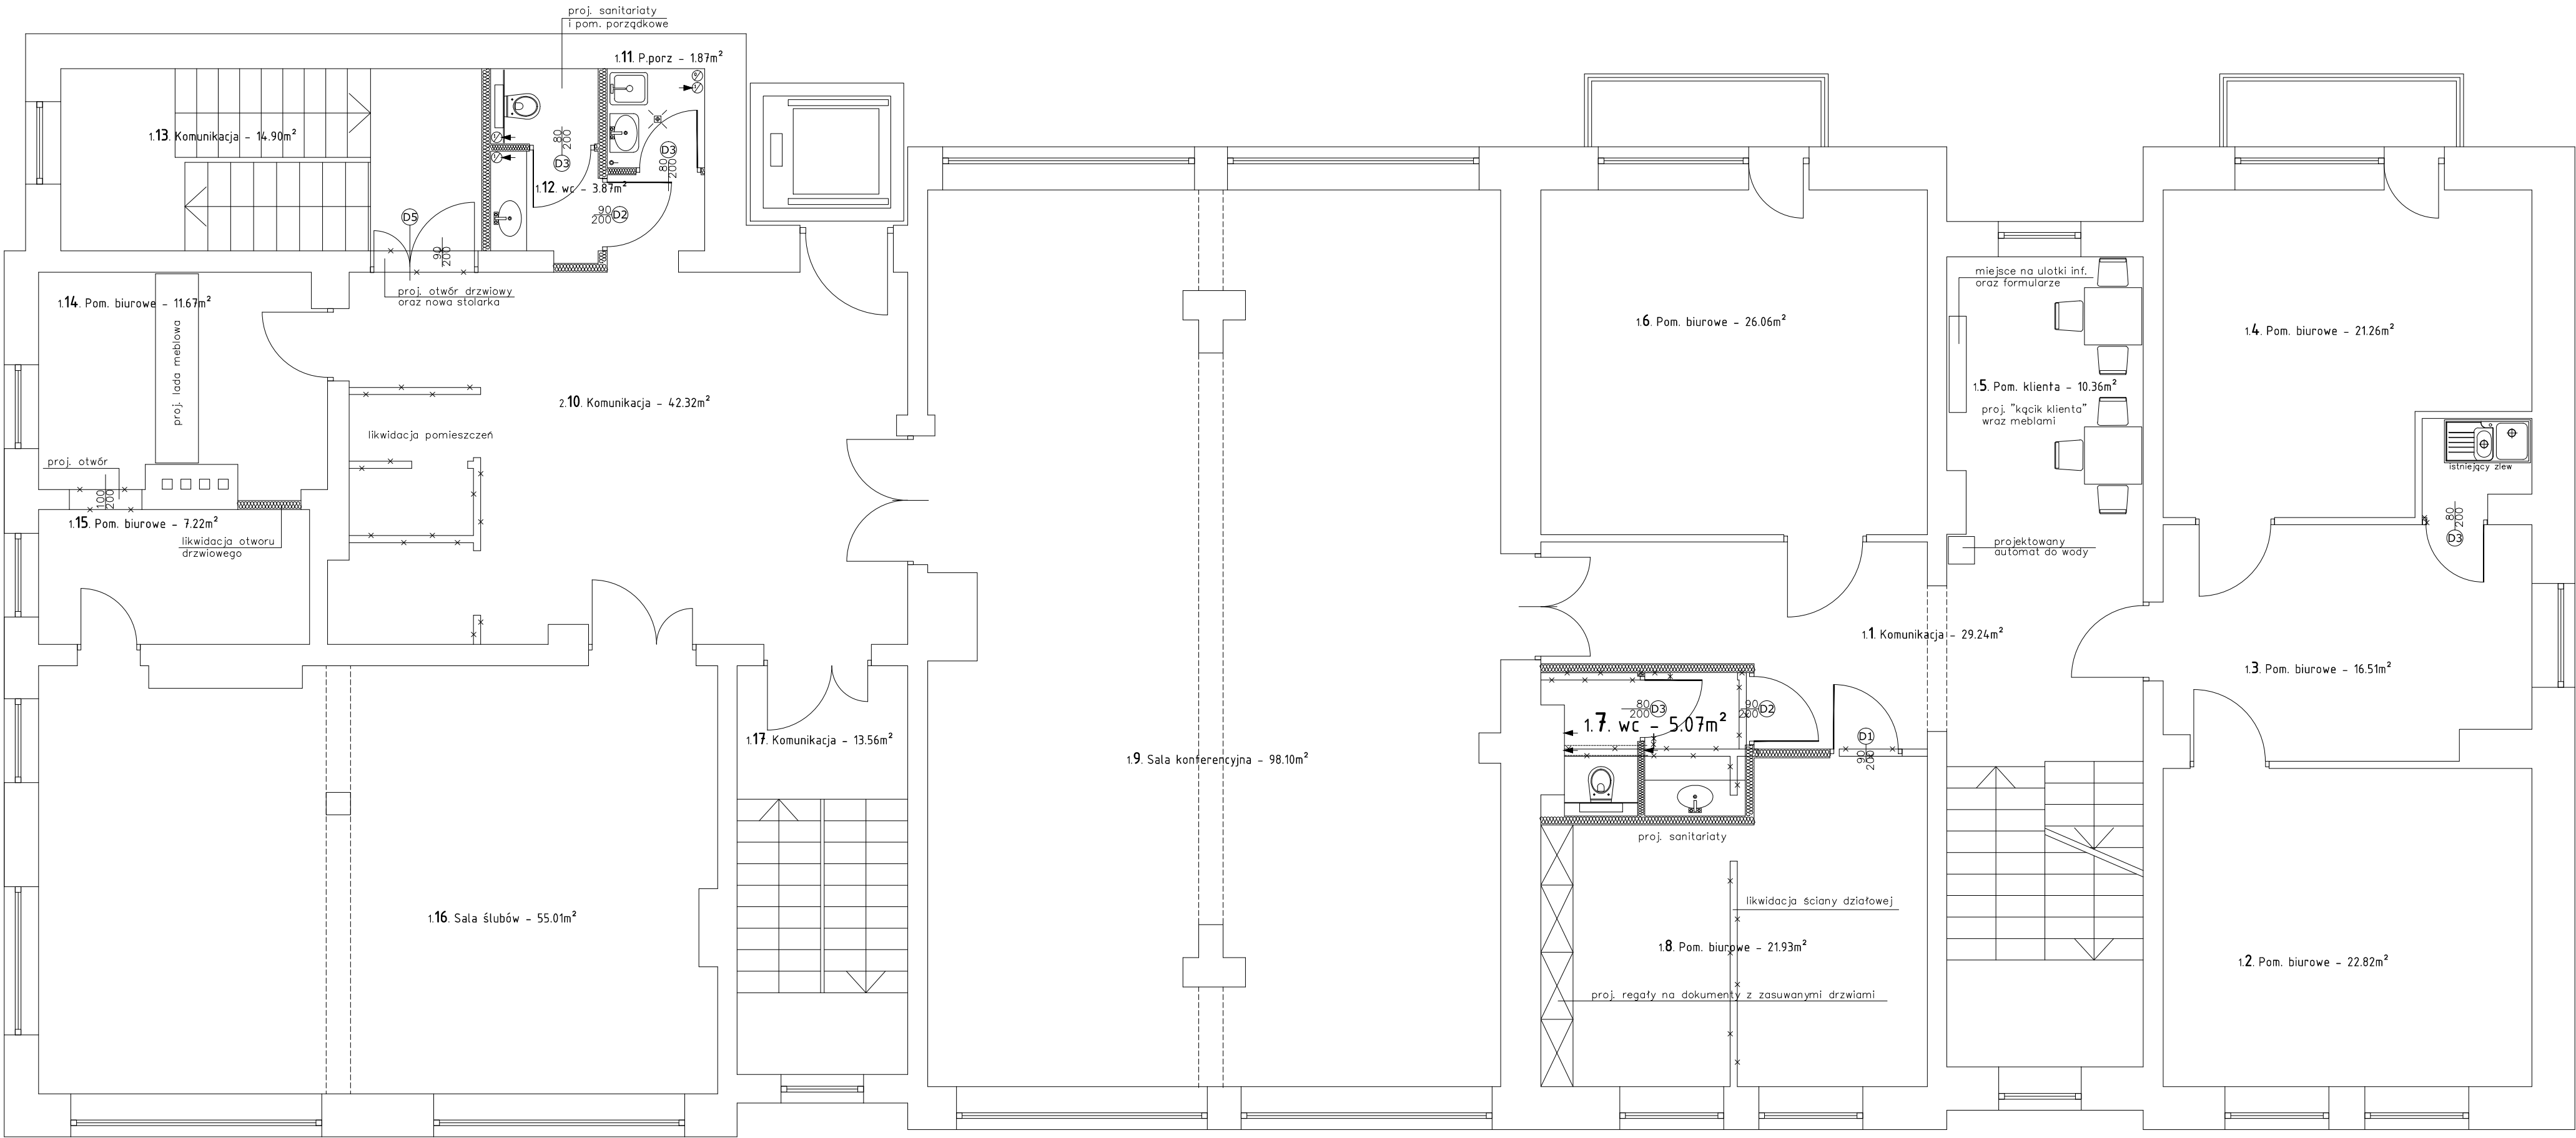 proj. sanitariaty
i pom. porządkowe
1.11. P.porz - 1.87m²
1.13. Komunikacja - 14.90m²
80
200
D3
D3
80
200
1.12. wc - 3.87m²
90
200
D2
D5
90
200
proj. otwór drzwiowy
oraz nowa stolarka
1.14. Pom. biurowe - 11.67m²
proj. lada meblowa
2.10. Komunikacja - 42.32m²
likwidacja pomieszczeń
proj. otwór
100
200
1.15. Pom. biurowe - 7.22m²
likwidacja otworu
drzwiowego
1.16. Sala ślubów - 55.01m²
1.17. Komunikacja - 13.56m²
1.9. Sala konferencyjna - 98.10m²
1.6. Pom. biurowe - 26.06m²
miejsce na ulotki inf.
oraz formularze
1.5. Pom. klienta - 10.36m²
proj. "kącik klienta"
wraz meblami
projektowany
automat do wody
1.4. Pom. biurowe - 21.26m²
istniejący zlew
80
200
D3
1.1. Komunikacja - 29.24m²
1.3. Pom. biurowe - 16.51m²
80
200
D3
90
200
D2
1.7. wc - 5.07m²
D1
90
200
proj. sanitariaty
likwidacja ściany działowej
1.8. Pom. biurowe - 21.93m²
proj. regały na dokumenty z zasuwanymi drzwiami
1.2. Pom. biurowe - 22.82m²